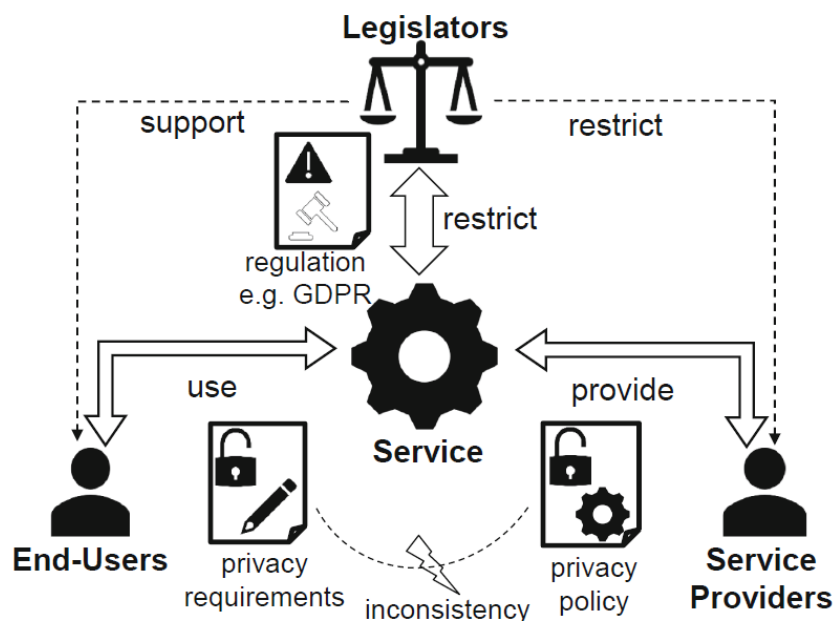 Legislators
support
restrict
restrict
regulation
e.g. GDPR
use
provide
Service
End-Users
privacy
requirements
inconsistency
privacy
policy
Service
Providers